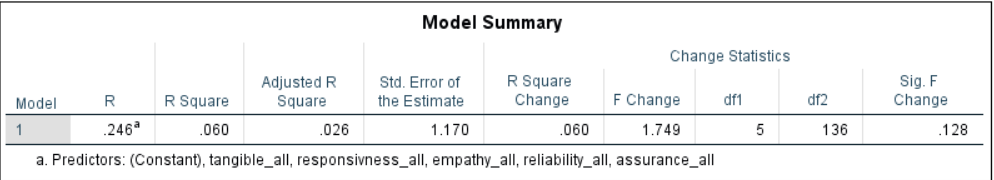 Model Summary
Change Statistics
Model R R Square Adjusted R Square Std. Error of the Estimate R Square Change F Change df1 df2 Sig. F Change
1 .246a .060 .026 1.170 .060 1.749 5 136 .128
a. Predictors: (Constant), tangible_all, responsivness_all, empathy_all, reliability_all, assurance_all